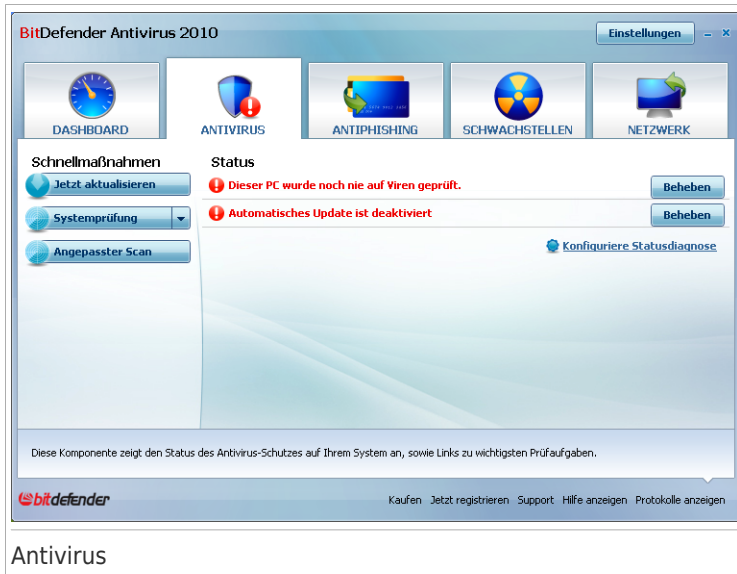 BitDefender Antivirus 2010
Einstellungen
DASHBOARD
ANTIVIRUS
ANTIPHISHING
SCHWACHSTELLEN
NETZWERK
Schnellmaßnahmen
Jetzt aktualisieren
Systemprüfung
Angepasster Scan
Status
Dieser PC wurde noch nie auf Viren geprüft.
Beheben
Automatisches Update ist deaktiviert
Beheben
Konfiguriere Statusdiagnose
Diese Komponente zeigt den Status des Antivirus-Schutzes auf Ihrem System an, sowie Links zu wichtigsten Prüfaufgaben.
bitdefender
Kaufen Jetzt registrieren Support Hilfe anzeigen Protokolle anzeigen
Antivirus